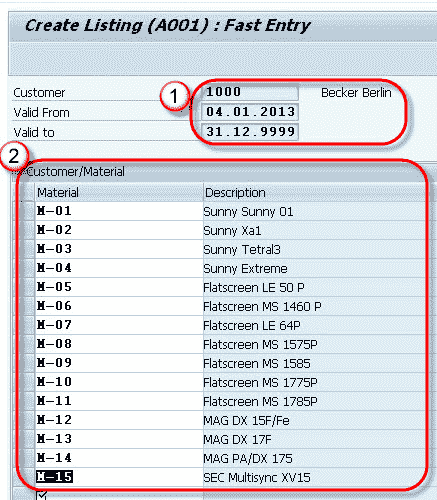 Create Listing (A001) : Fast Entry
1
Customer 1000 Becker Berlin
Valid From 04.01.2013
Valid to 31.12.9999
2
Customer/Material
Material Description
M-01 Sunny Sunny 01
M-02 Sunny Xa1
M-03 Sunny Tetral3
M-04 Sunny Extreme
M-05 Flatscreen LE 50 P
M-06 Flatscreen MS 1460 P
M-07 Flatscreen LE 64P
M-08 Flatscreen MS 1575P
M-09 Flatscreen MS 1585
M-10 Flatscreen MS 1775P
M-11 Flatscreen MS 1785P
M-12 MAG DX 15F/Fe
M-13 MAG DX 17F
M-14 MAG PA/DX 175
M-15 SEC Multisync XV15